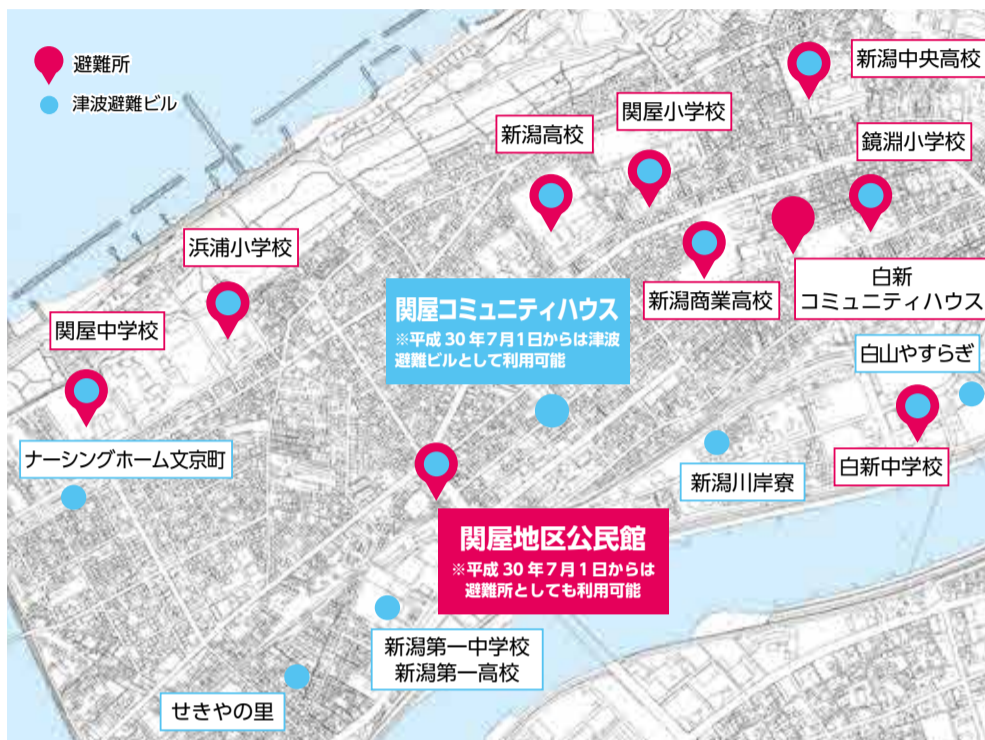 避難所
津波避難ビル
新潟中央高校
関屋小学校
新潟高校
鏡淵小学校
浜浦小学校
関屋中学校
新潟商業高校
白新
コミュニティハウス
関屋コミュニティハウス
※平成30年7月1日からは津波
避難ビルとして利用可能
白山やすらぎ
ナーシングホーム文京町
新潟川岸寮
白新中学校
関屋地区公民館
※平成30年7月1日からは
避難所としても利用可能
新潟第一中学校
新潟第一高校
せきやの里